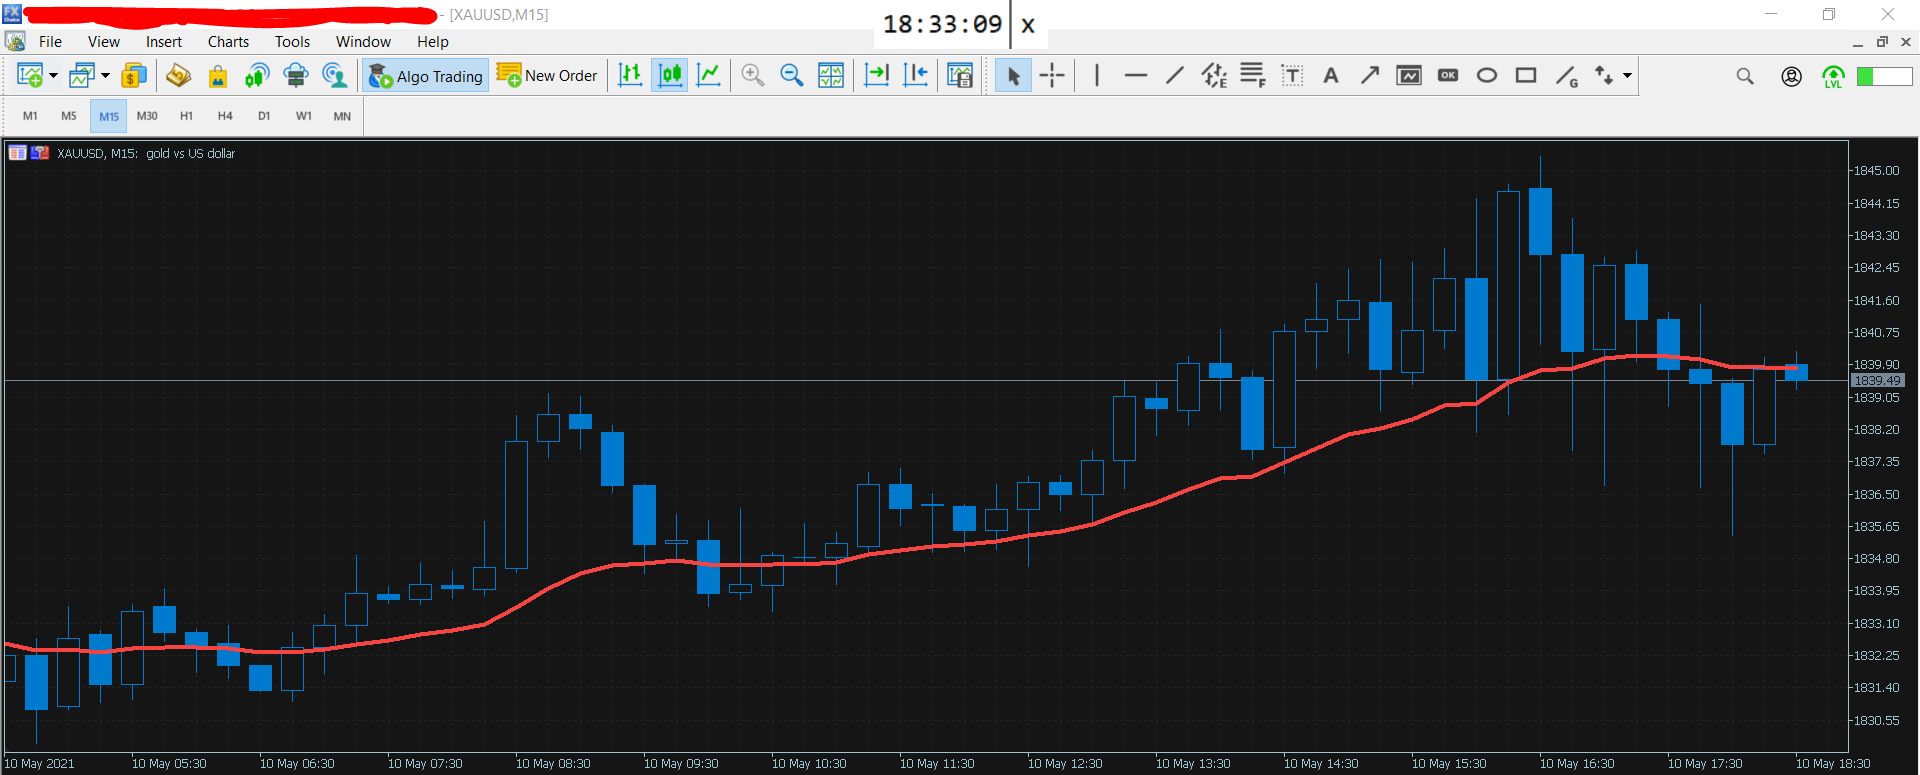 FX
- [XAUUSD,M15]
18:33:09 x
File View Insert Charts Tools Window Help
Algo Trading New Order E F T A OK G LVL
M1 M5 M15 M30 H1 H4 D1 W1 MN
XAUUSD, M15: gold vs US dollar
1845.00
1844.15
1843.30
1842.45
1841.60
1840.75
1839.90
1839.49
1839.05
1838.20
1837.35
1836.50
1835.65
1834.80
1833.95
1833.10
1832.25
1831.40
1830.55
10 May 2021 10 May 05:30 10 May 06:30 10 May 07:30 10 May 08:30 10 May 09:30 10 May 10:30 10 May 11:30 10 May 12:30 10 May 13:30 10 May 14:30 10 May 15:30 10 May 16:30 10 May 17:30 10 May 18:30